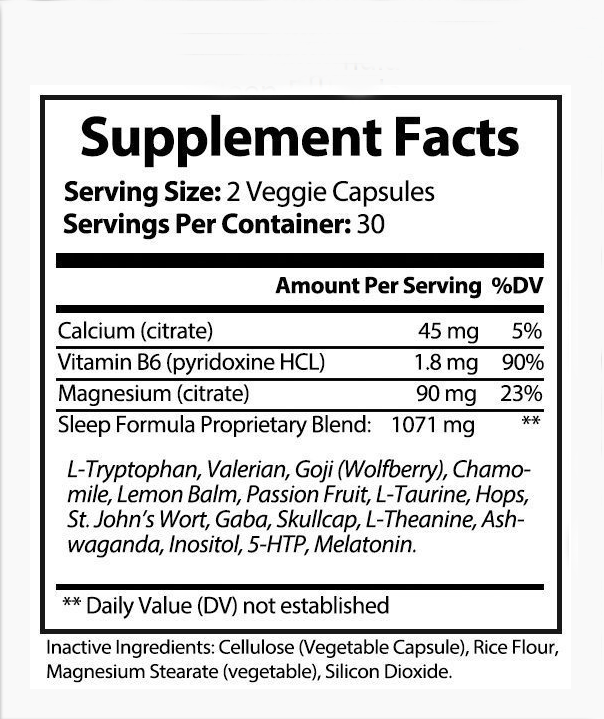 Supplement Facts
Serving Size: 2 Veggie Capsules
Servings Per Container: 30
Amount Per Serving %DV
Calcium (citrate) 45 mg 5%
Vitamin B6 (pyridoxine HCL) 1.8 mg 90%
Magnesium (citrate) 90 mg 23%
Sleep Formula Proprietary Blend: 1071 mg **
L-Tryptophan, Valerian, Goji (Wolfberry), Chamo-
mile, Lemon Balm, Passion Fruit, L-Taurine, Hops,
St. John's Wort, Gaba, Skullcap, L-Theanine, Ash-
waganda, Inositol, 5-HTP, Melatonin.
** Daily Value (DV) not established
Inactive Ingredients: Cellulose (Vegetable Capsule), Rice Flour,
Magnesium Stearate (vegetable), Silicon Dioxide.